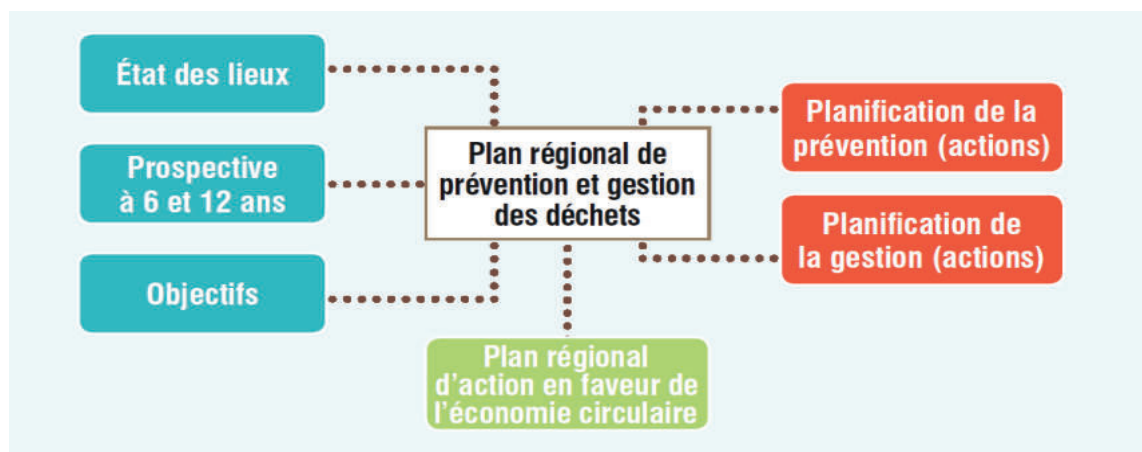 État des lieux
Prospective
à 6 et 12 ans
Objectifs
Plan régional de
prévention et gestion
des déchets
Plan régional
d'action en faveur de
l'économie circulaire
Planification de la
prévention (actions)
Planification de
la gestion (actions)